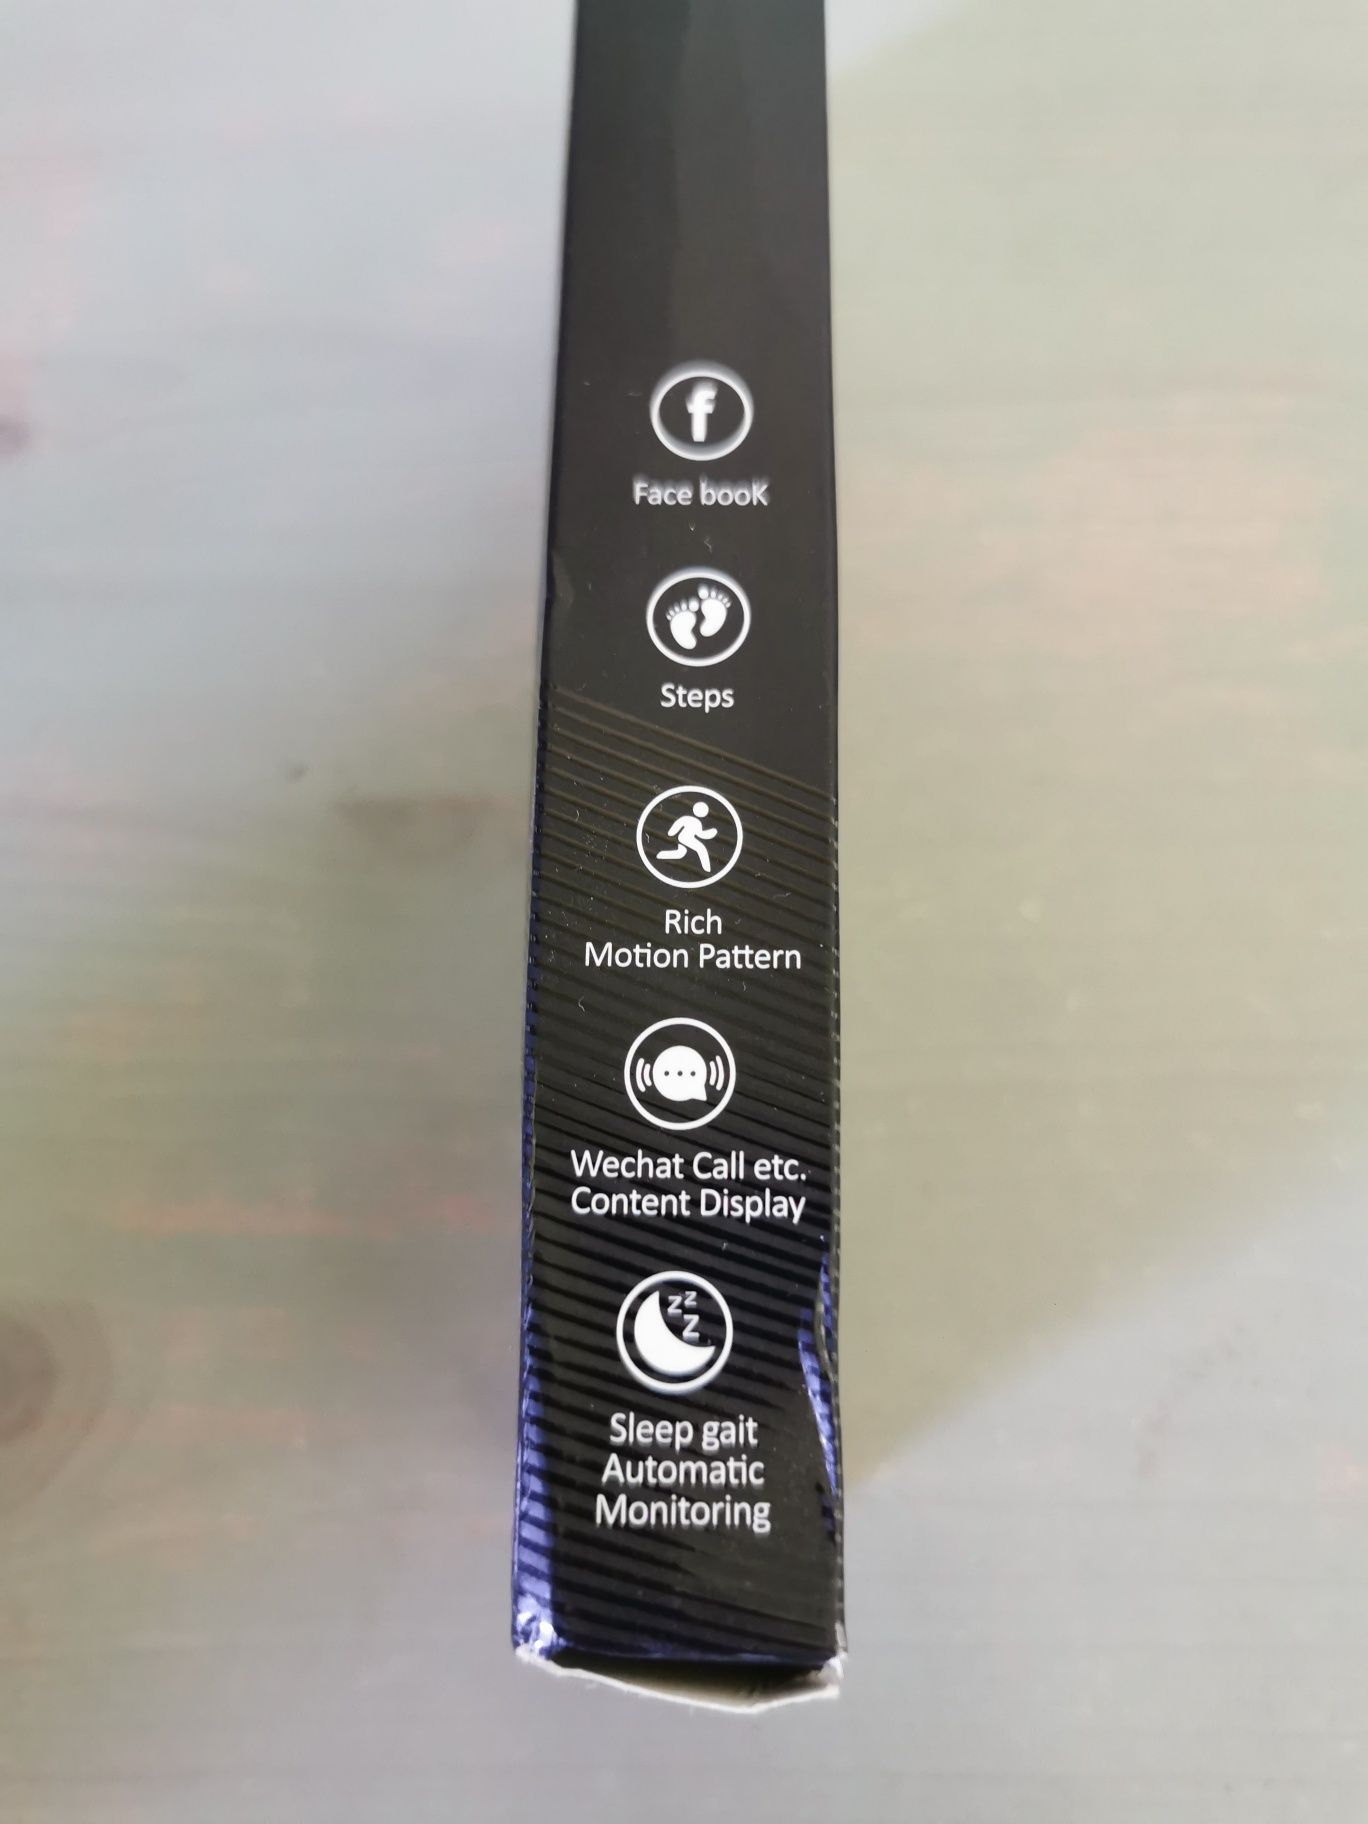 f
Face booK
Steps
Rich
Motion Pattern
Wechat Call etc.
Content Display
z z
z
Sleep gait
Automatic
Monitoring